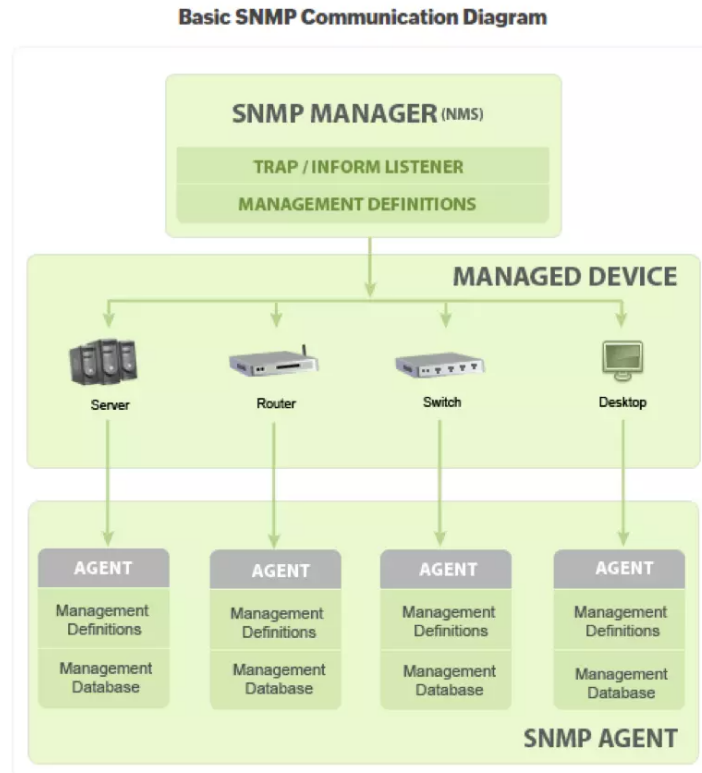 Basic SNMP Communication Diagram
SNMP MANAGER (NMS)
TRAP / INFORM LISTENER
MANAGEMENT DEFINITIONS
MANAGED DEVICE
Server
Router
Switch
Desktop
AGENT
Management
Definitions
Management
Database
AGENT
Management
Definitions
Management
Database
AGENT
Management
Definitions
Management
Database
AGENT
Management
Definitions
Management
Database
SNMP AGENT